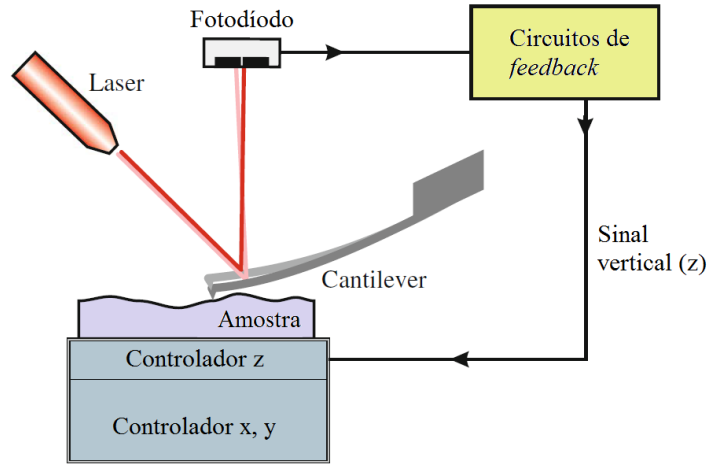 Fotodíodo
Circuitos de
feedback
Laser
Sinal
vertical (z)
Cantilever
Amostra
Controlador z
Controlador x, y